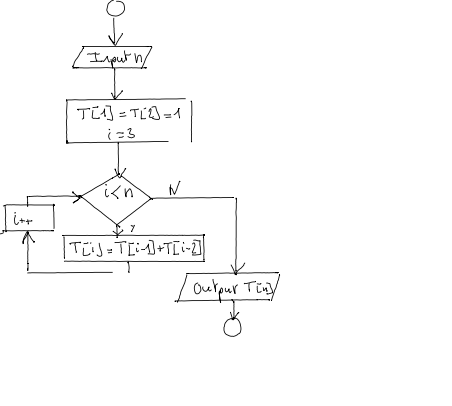 Input n
T[1] = T[2] = 1
i = 3
i < n
N
y
i++
T[i] = T[i-1] + T[i-2]
Output T[n]